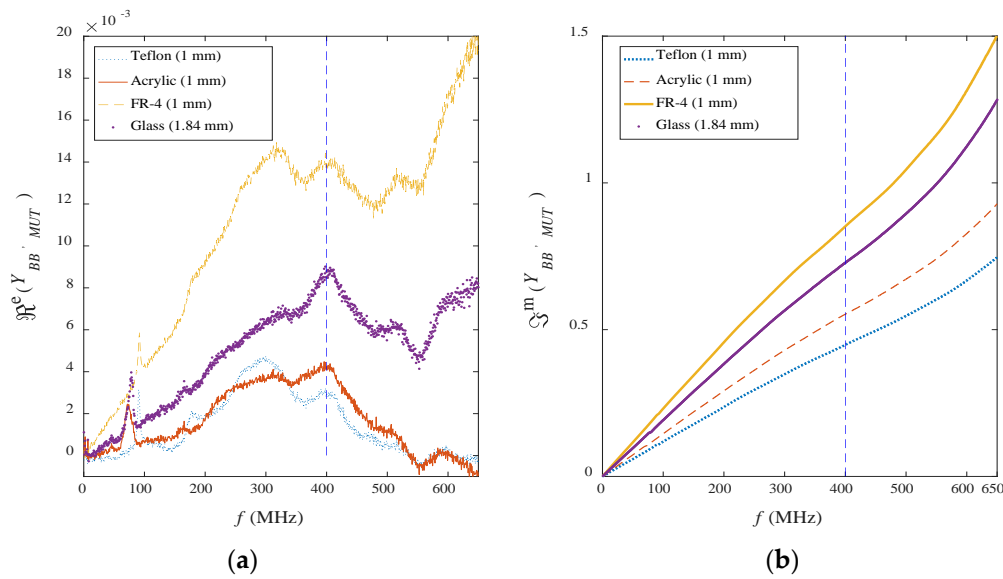 × 10⁻³
20
18
16
14
12
10
8
6
4
2
0
ℜe(Y BB' MUT)
Teflon (1 mm)
Acrylic (1 mm)
FR-4 (1 mm)
Glass (1.84 mm)
0 100 200 300 400 500 600
f (MHz)
(a)
1.5
1
0.5
0
ℑm(Y BB' MUT)
Teflon (1 mm)
Acrylic (1 mm)
FR-4 (1 mm)
Glass (1.84 mm)
0 100 200 300 400 500 600 650
f (MHz)
(b)